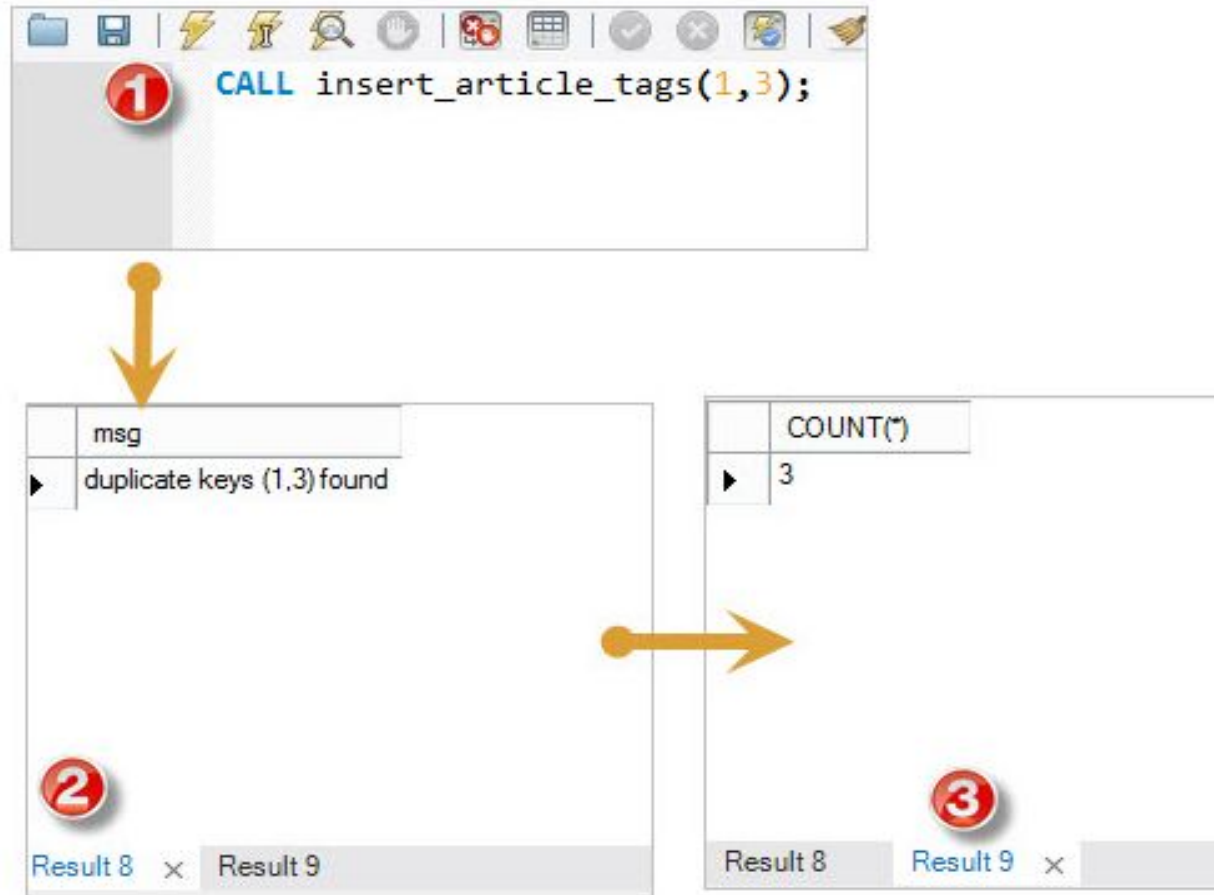 1
CALL insert_article_tags(1,3);
msg
duplicate keys (1,3) found
2
Result 8 × Result 9
COUNT(*)
3
3
Result 8 Result 9 ×